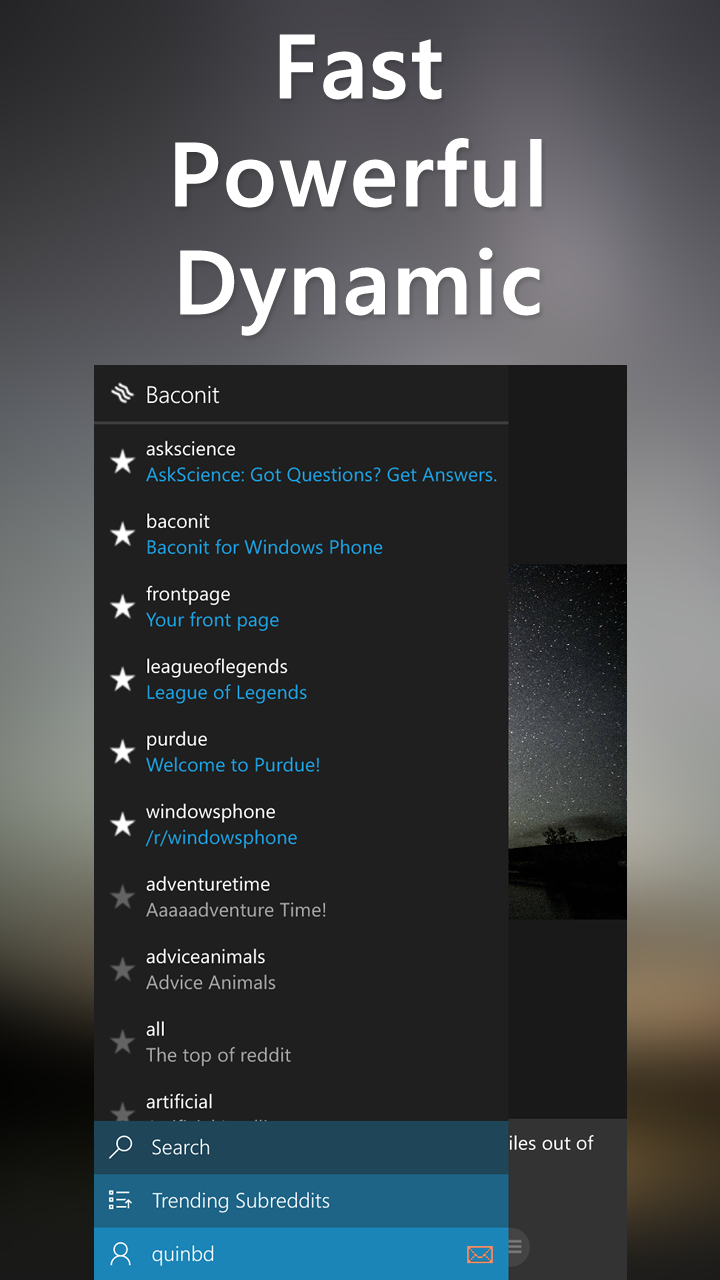 Fast
Powerful
Dynamic
Baconit
askscience
AskScience: Got Questions? Get Answers.
baconit
Baconit for Windows Phone
frontpage
Your front page
leagueoflegends
League of Legends
purdue
Welcome to Purdue!
windowsphone
/r/windowsphone
adventuretime
Aaaaadventure Time!
adviceanimals
Advice Animals
all
The top of reddit
artificial
Search
iles out of
Trending Subreddits
quinbd